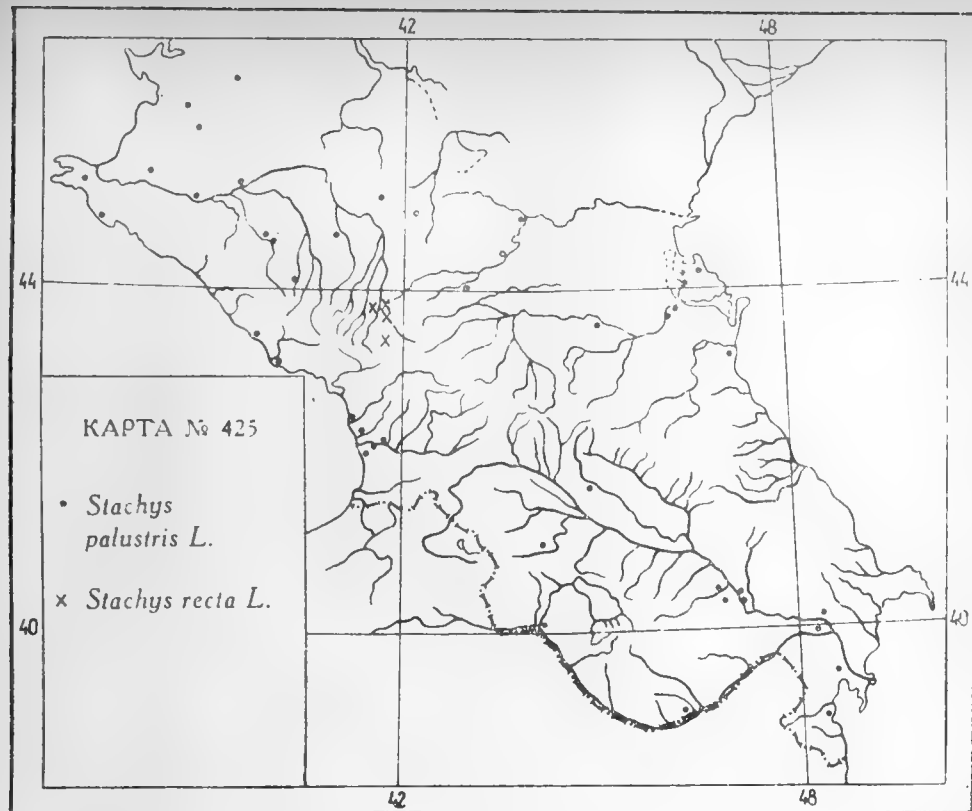 42 48
44 44
КАРТА № 425
• Stachys
palustris L.
× Stachys recta L.
40 40
42 48